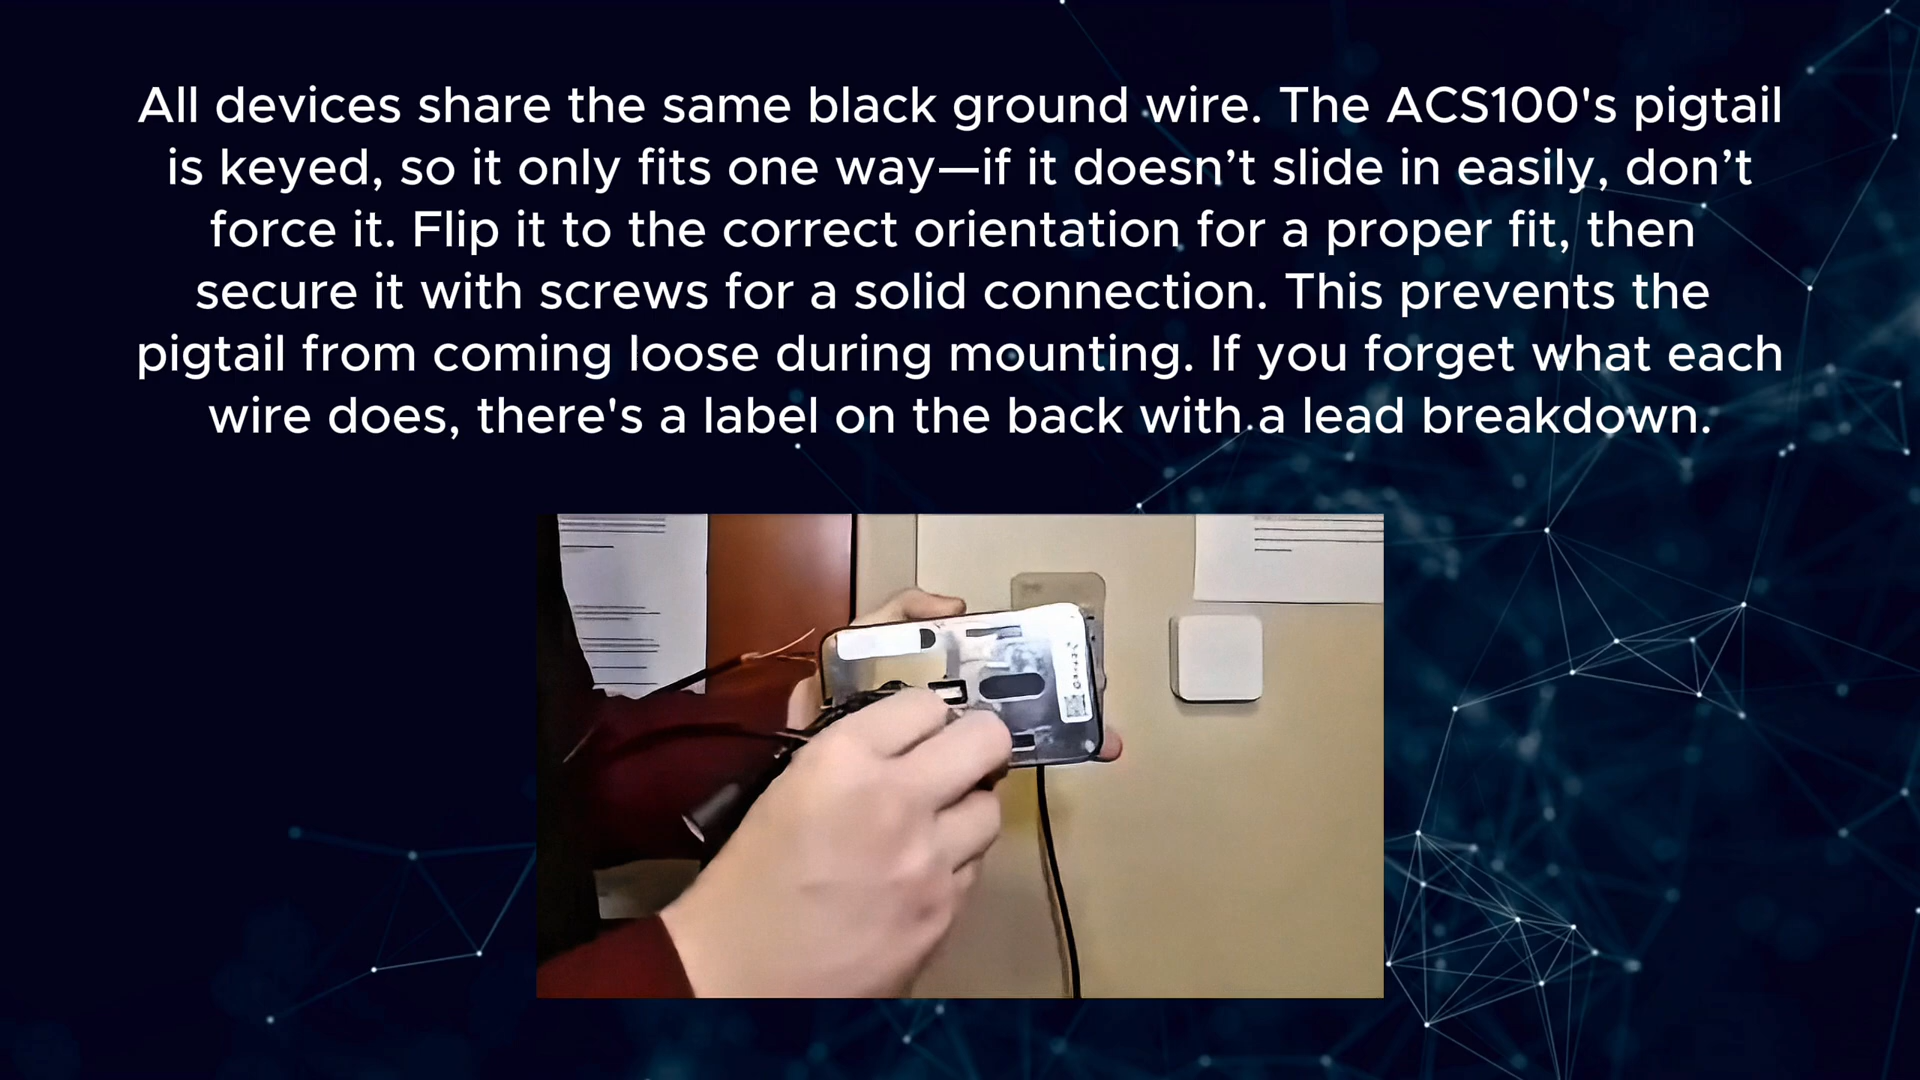 All devices share the same black ground wire. The ACS100's pigtail
is keyed, so it only fits one way—if it doesn’t slide in easily, don’t
force it. Flip it to the correct orientation for a proper fit, then
secure it with screws for a solid connection. This prevents the
pigtail from coming loose during mounting. If you forget what each
wire does, there's a label on the back with a lead breakdown.